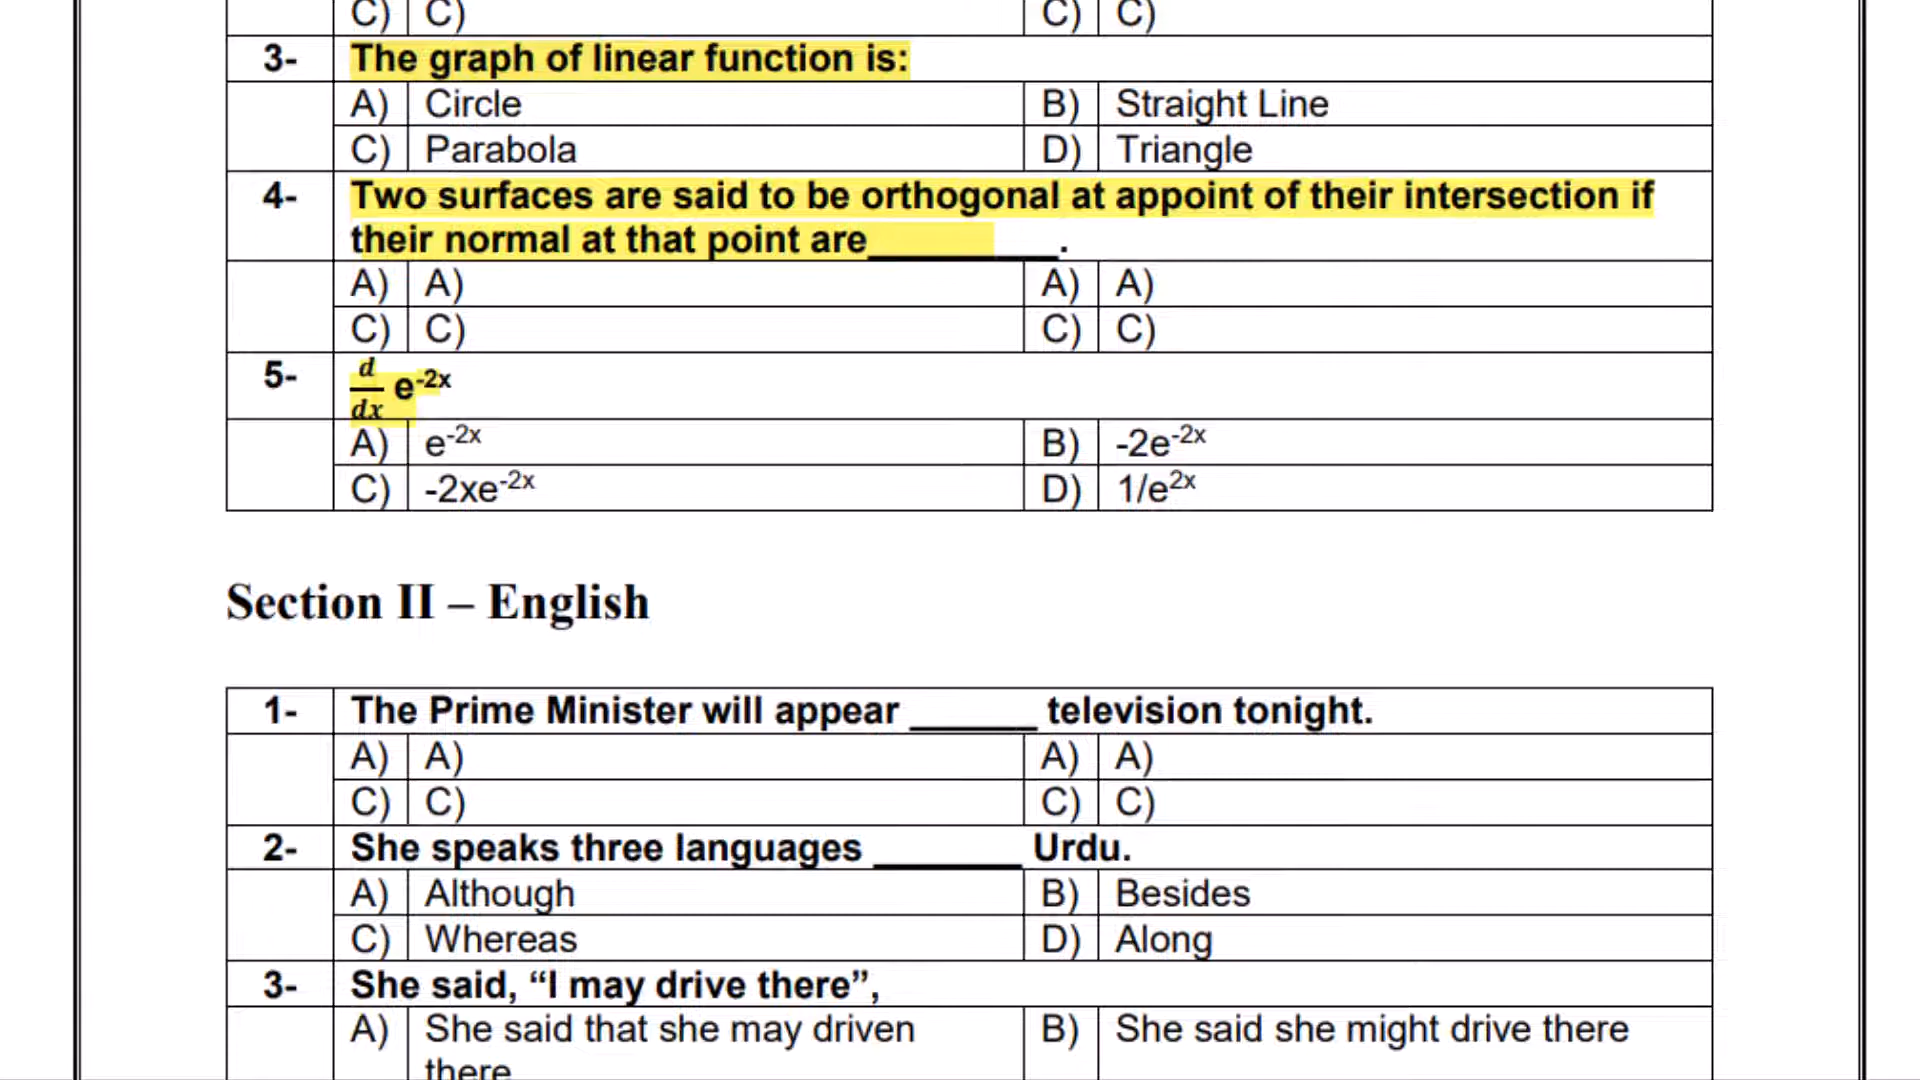 C) C) C) C)
3- The graph of linear function is:
A) Circle B) Straight Line
C) Parabola D) Triangle
4- Two surfaces are said to be orthogonal at appoint of their intersection if
their normal at that point are_________.
A) A) A) A)
C) C) C) C)
5- d/dx e-2x
A) e-2x B) -2e-2x
C) -2xe-2x D) 1/e2x
Section II – English
1- The Prime Minister will appear ______ television tonight.
A) A) A) A)
C) C) C) C)
2- She speaks three languages _______ Urdu.
A) Although B) Besides
C) Whereas D) Along
3- She said, “I may drive there”,
A) She said that she may driven B) She said she might drive there
there